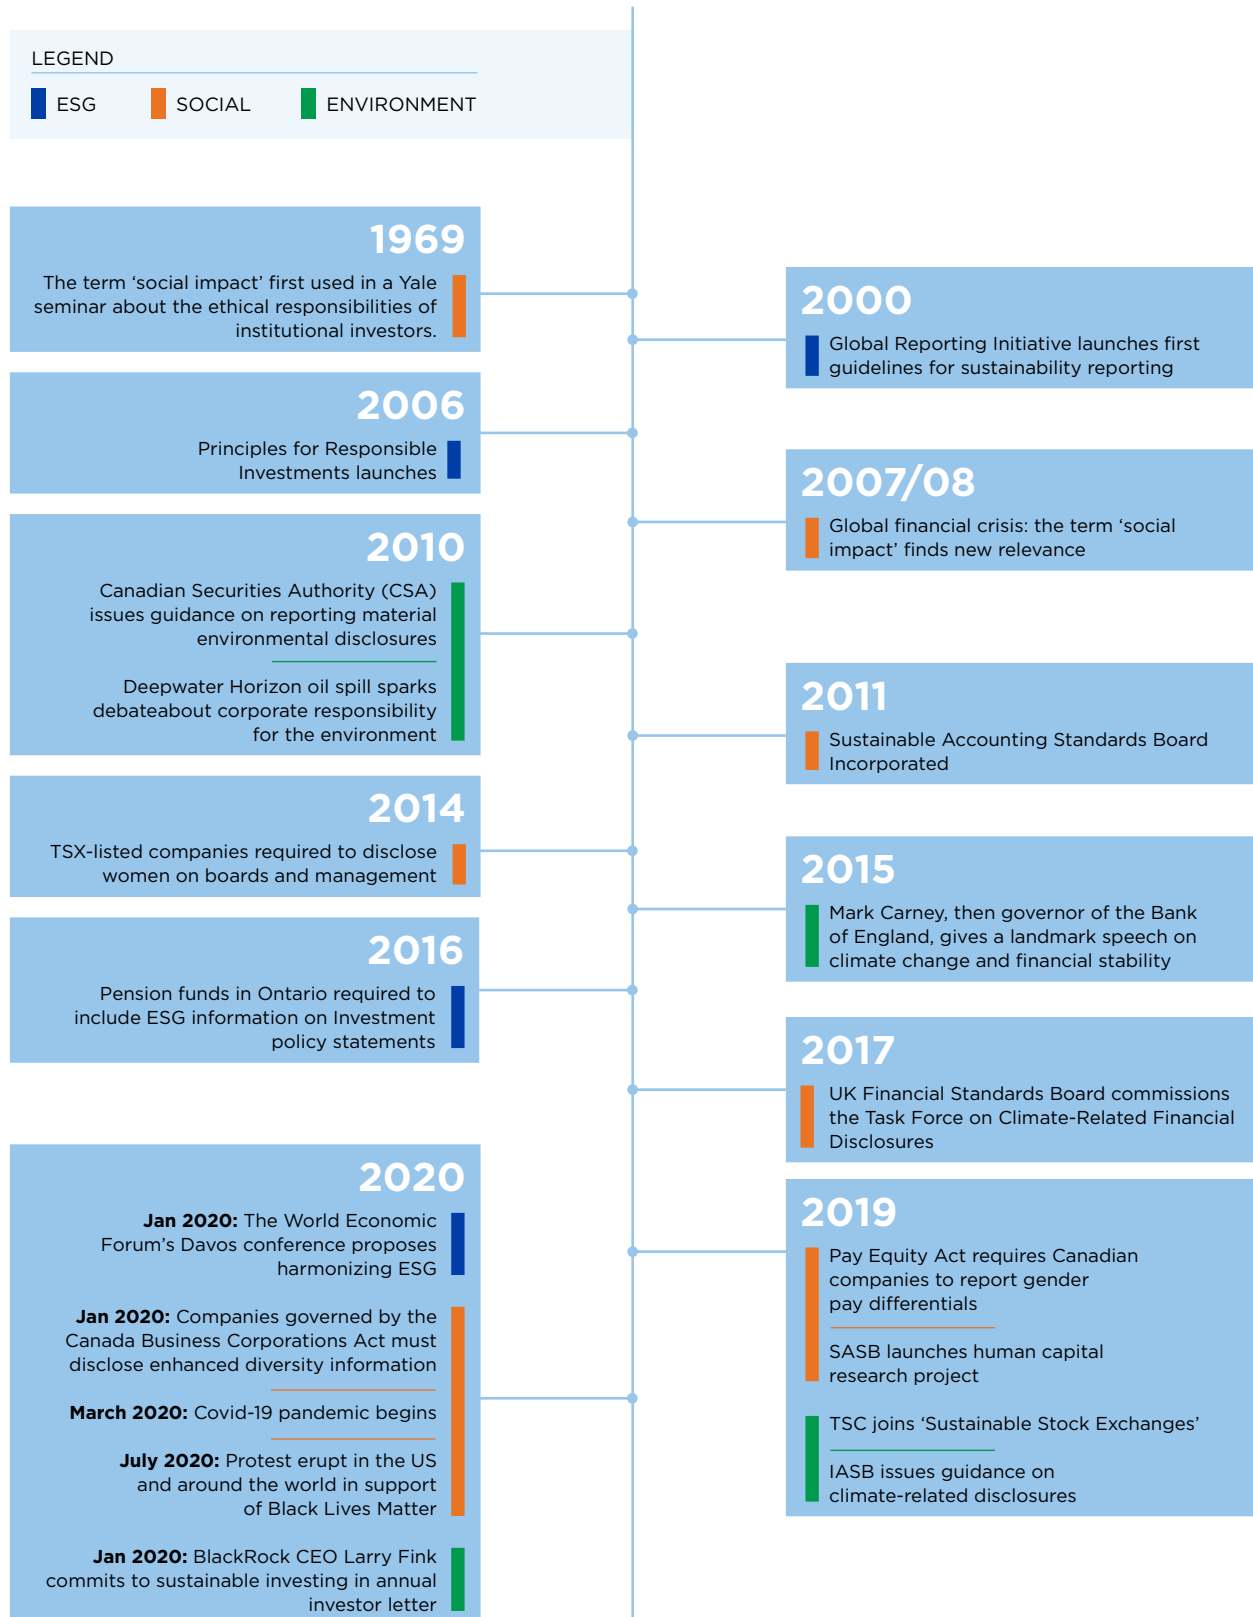 LEGEND
ESG
SOCIAL
ENVIRONMENT
1969
The term ‘social impact’ first used in a Yale
seminar about the ethical responsibilities of
institutional investors.
2000
Global Reporting Initiative launches first
guidelines for sustainability reporting
2006
Principles for Responsible
Investments launches
2007/08
Global financial crisis: the term ‘social
impact’ finds new relevance
2010
Canadian Securities Authority (CSA)
issues guidance on reporting material
environmental disclosures
Deepwater Horizon oil spill sparks
debateabout corporate responsibility
for the environment
2011
Sustainable Accounting Standards Board
Incorporated
2014
TSX-listed companies required to disclose
women on boards and management
2015
Mark Carney, then governor of the Bank
of England, gives a landmark speech on
climate change and financial stability
2016
Pension funds in Ontario required to
include ESG information on Investment
policy statements
2017
UK Financial Standards Board commissions
the Task Force on Climate-Related Financial
Disclosures
2019
Pay Equity Act requires Canadian
companies to report gender
pay differentials
SASB launches human capital
research project
TSC joins ‘Sustainable Stock Exchanges’
IASB issues guidance on
climate-related disclosures
2020
Jan 2020: The World Economic
Forum’s Davos conference proposes
harmonizing ESG
Jan 2020: Companies governed by the
Canada Business Corporations Act must
disclose enhanced diversity information
March 2020: Covid-19 pandemic begins
July 2020: Protest erupt in the US
and around the world in support
of Black Lives Matter
Jan 2020: BlackRock CEO Larry Fink
commits to sustainable investing in annual
investor letter